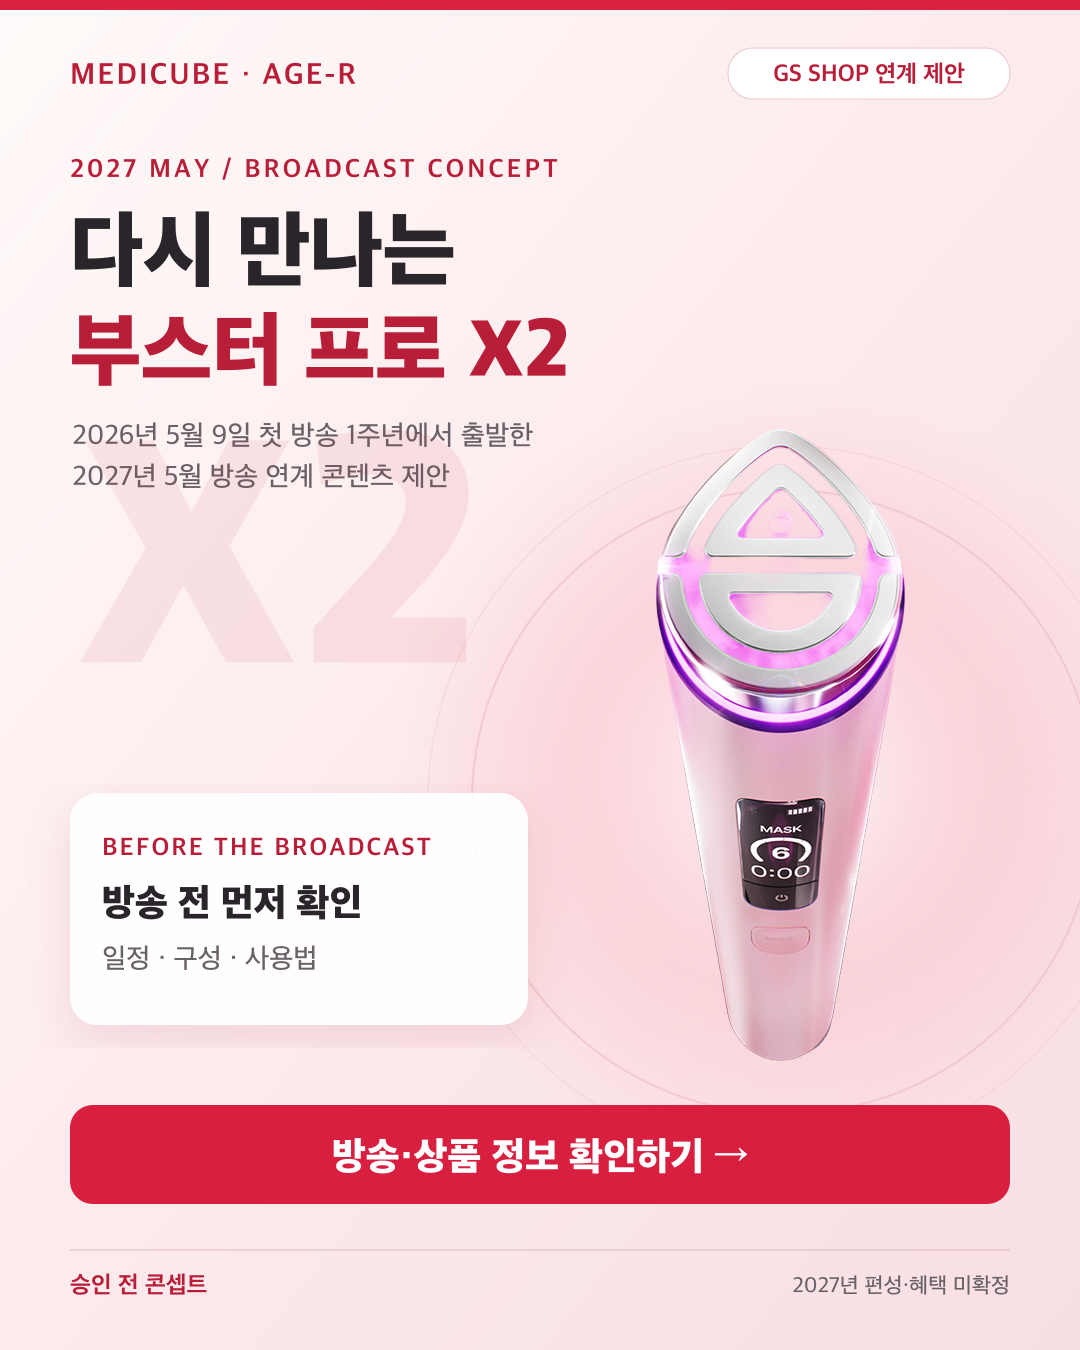 MEDICUBE · AGE-R
GS SHOP 연계 제안
2027 MAY / BROADCAST CONCEPT
다시 만나는
부스터 프로 X2
2026년 5월 9일 첫 방송 1주년에서 출발한
2027년 5월 방송 연계 콘텐츠 제안
X2
MASK
6
0:00
BEFORE THE BROADCAST
방송 전 먼저 확인
일정 · 구성 · 사용법
방송·상품 정보 확인하기 →
승인 전 콘셉트
2027년 편성·혜택 미확정